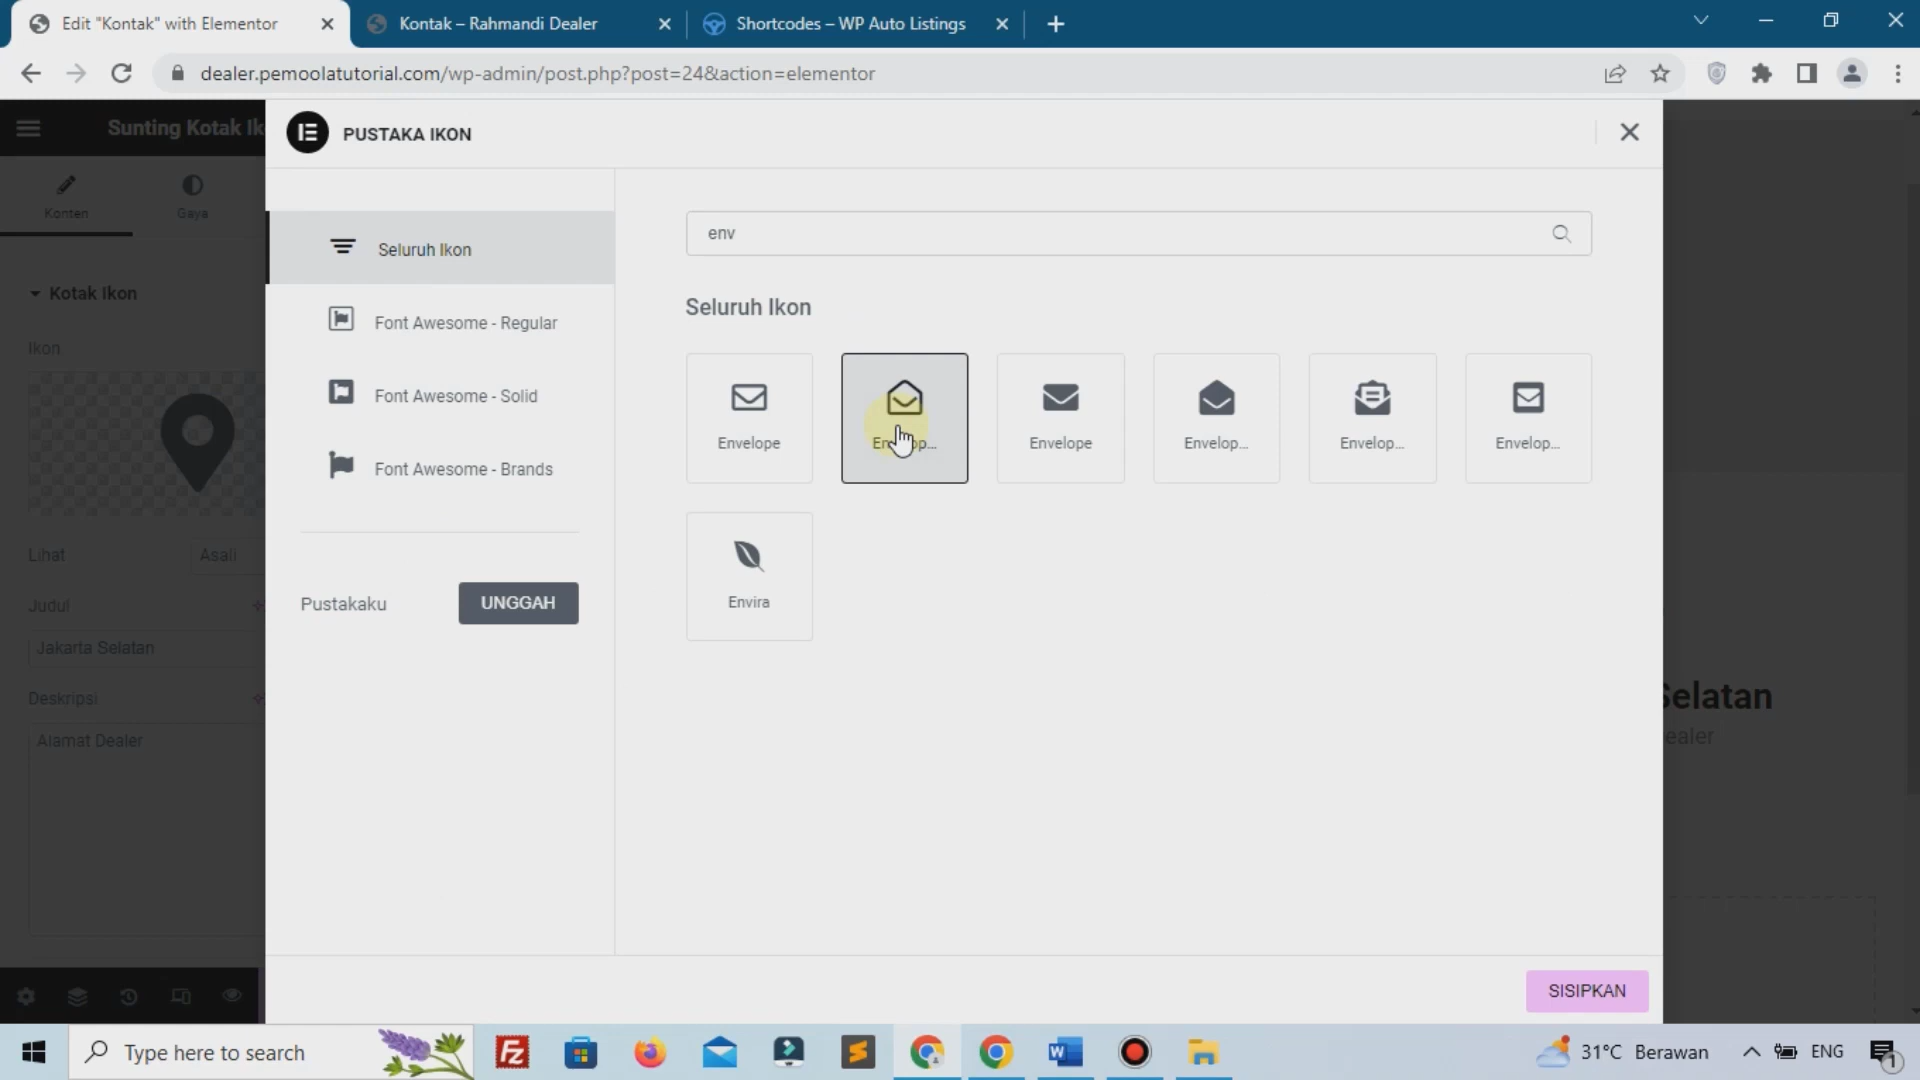 Edit "Kontak" with Elementor
Kontak – Rahmandi Dealer
Shortcodes – WP Auto Listings
dealer.pemoolatutorial.com/wp-admin/post.php?post=24&action=elementor
Sunting Kotak Ik
PUSTAKA IKON
Konten
Gaya
env
Seluruh Ikon
Seluruh Ikon
Kotak Ikon
Font Awesome - Regular
Ikon
Font Awesome - Solid
Envelope
Envelop...
Envelope
Envelop...
Envelop...
Envelop...
Font Awesome - Brands
Lihat
Asali
Judul
Pustakaku
UNGGAH
Envira
Jakarta Selatan
Deskripsi
Alamat Dealer
Selatan
ealer
SISIPKAN
Type here to search
31°C Berawan
ENG
1